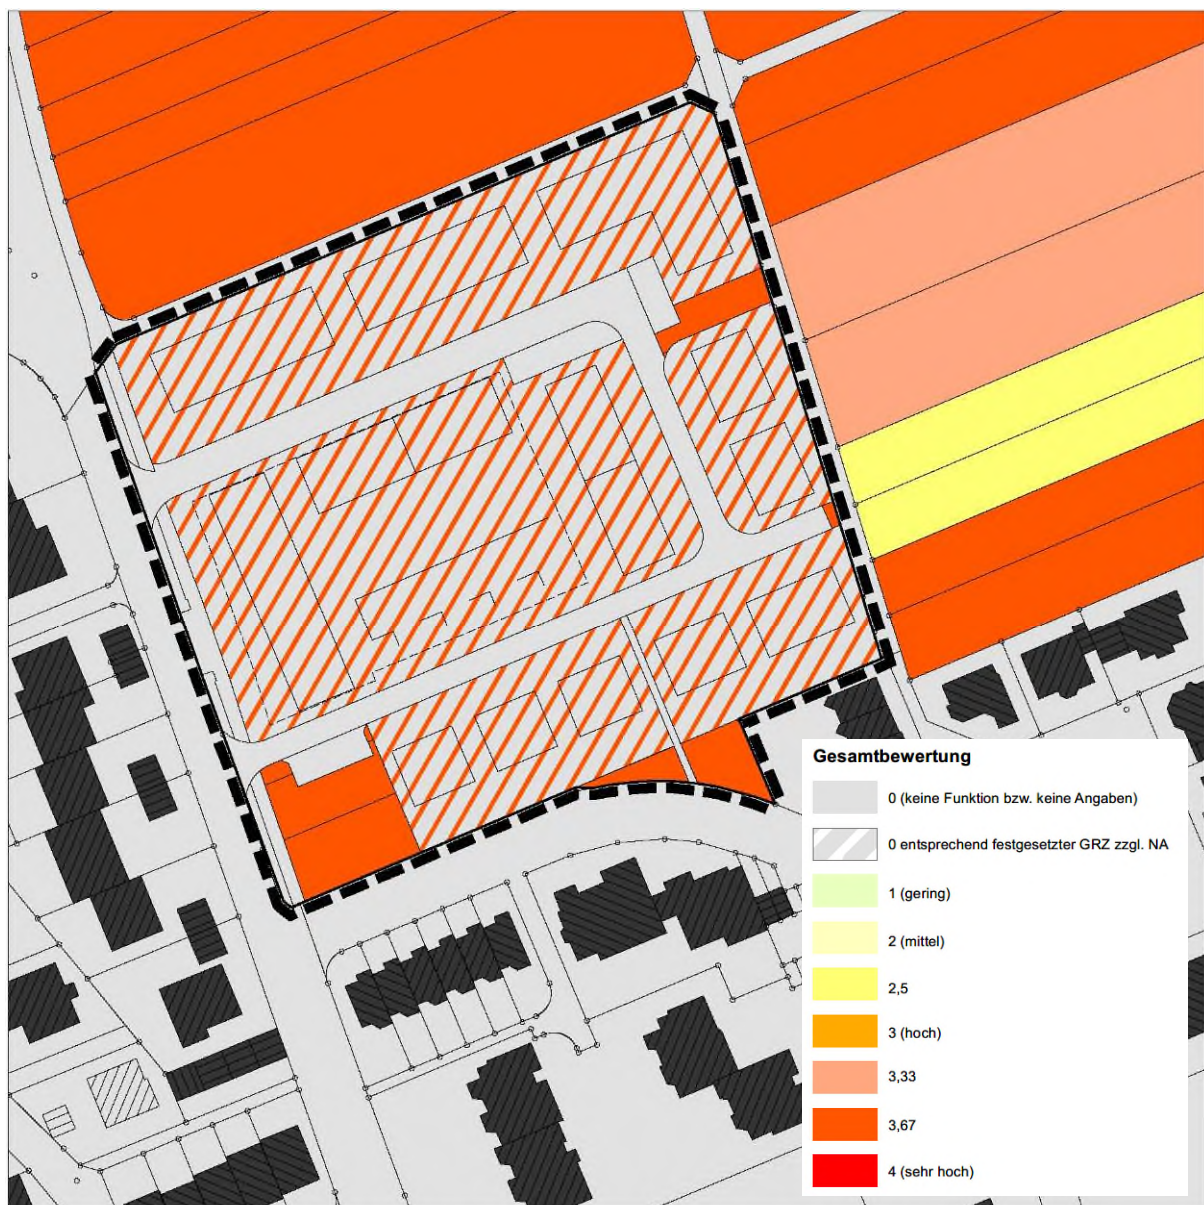 Gesamtbewertung
0 (keine Funktion bzw. keine Angaben)
0 entsprechend festgesetzter GRZ zzgl. NA
1 (gering)
2 (mittel)
2,5
3 (hoch)
3,33
3,67
4 (sehr hoch)